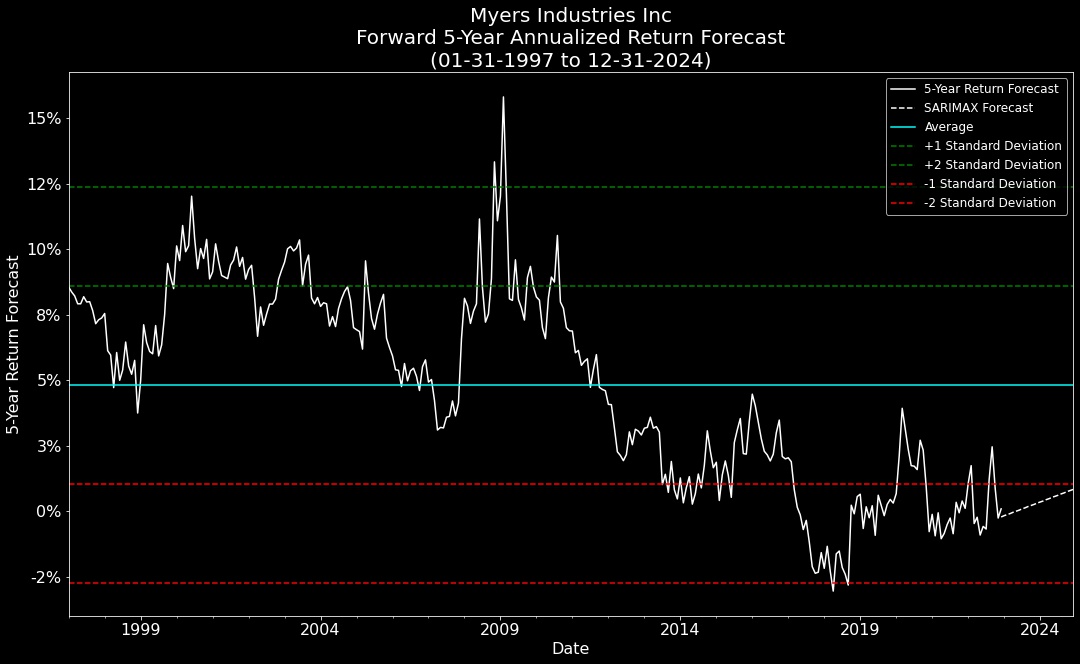 Myers Industries Inc
Forward 5-Year Annualized Return Forecast
(01-31-1997 to 12-31-2024)
5-Year Return Forecast
SARIMAX Forecast
Average
+1 Standard Deviation
+2 Standard Deviation
-1 Standard Deviation
-2 Standard Deviation
15%
12%
10%
8%
5%
3%
0%
-2%
5-Year Return Forecast
1999 2004 2009 2014 2019 2024
Date